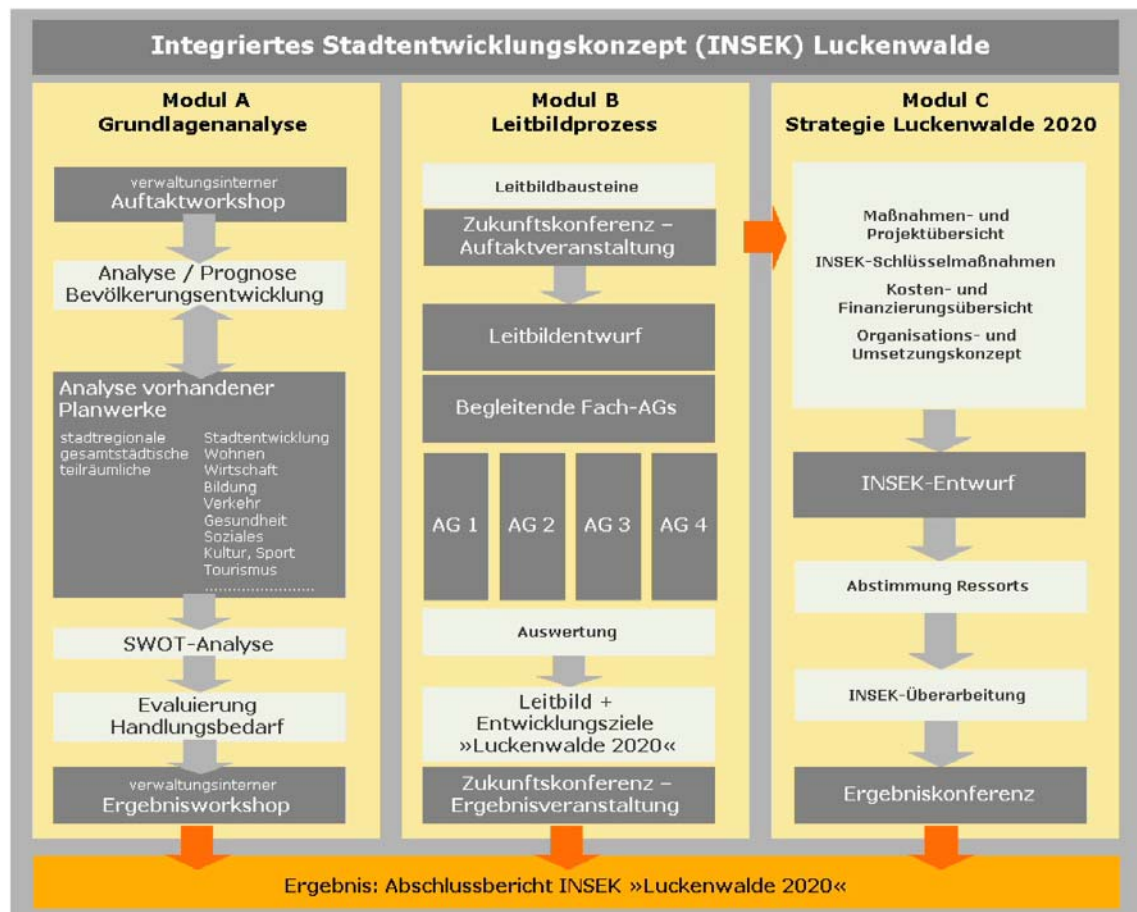 Integriertes Stadtentwicklungskonzept (INSEK) Luckenwalde
Modul A
Grundlagenanalyse
verwaltungsinterner
Auftaktworkshop
Analyse / Prognose
Bevölkerungsentwicklung
Analyse vorhandener
Planwerke
stadtregionale
gesamtstädtische
teilräumliche
Stadtentwicklung
Wohnen
Wirtschaft
Bildung
Verkehr
Gesundheit
Soziales
Kultur, Sport
Tourismus
........................
SWOT-Analyse
Evaluierung
Handlungsbedarf
verwaltungsinterner
Ergebnisworkshop
Modul B
Leitbildprozess
Leitbildbausteine
Zukunftskonferenz –
Auftaktveranstaltung
Leitbildentwurf
Begleitende Fach-AGs
AG 1 AG 2 AG 3 AG 4
Auswertung
Leitbild +
Entwicklungsziele
»Luckenwalde 2020«
Zukunftskonferenz –
Ergebnisveranstaltung
Modul C
Strategie Luckenwalde 2020
Maßnahmen- und
Projektübersicht
INSEK-Schlüsselmaßnahmen
Kosten- und
Finanzierungsübersicht
Organisations- und
Umsetzungskonzept
INSEK-Entwurf
Abstimmung Ressorts
INSEK-Überarbeitung
Ergebniskonferenz
Ergebnis: Abschlussbericht INSEK »Luckenwalde 2020«